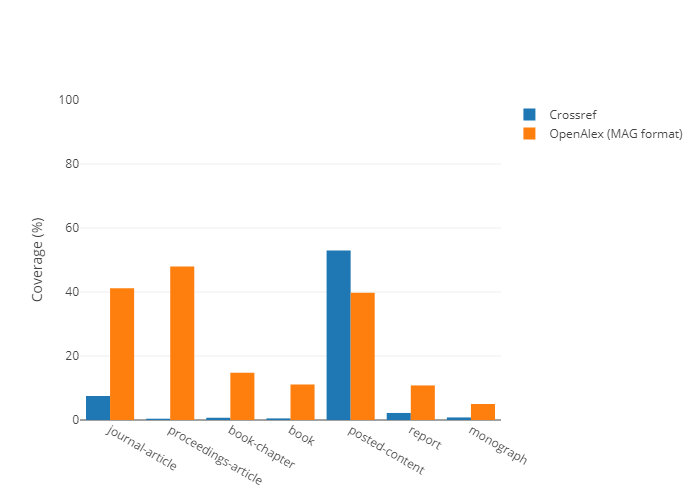 100
80
60
40
20
0
Coverage (%)
journal-article
proceedings-article
book-chapter
book
posted-content
report
monograph
Crossref
OpenAlex (MAG format)